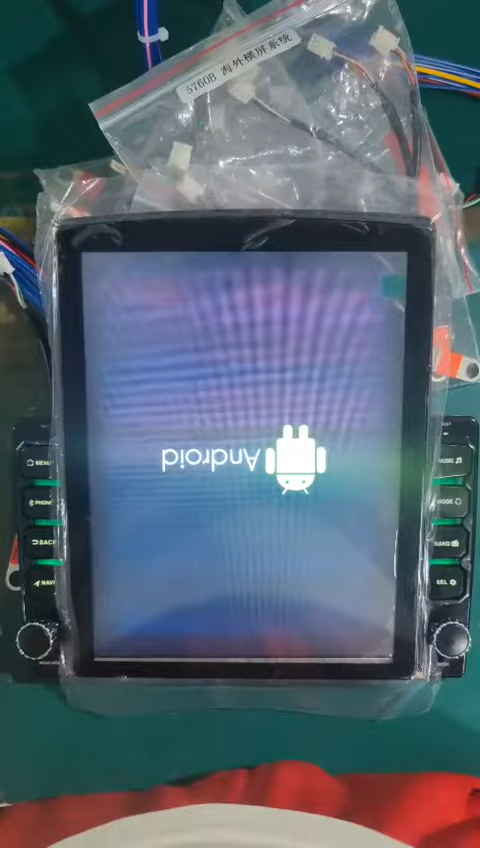 5760B 海外横屏系统
Android
MENU
PHONE
BACK
NAVI
MUSIC
MODE
BAND
SEL